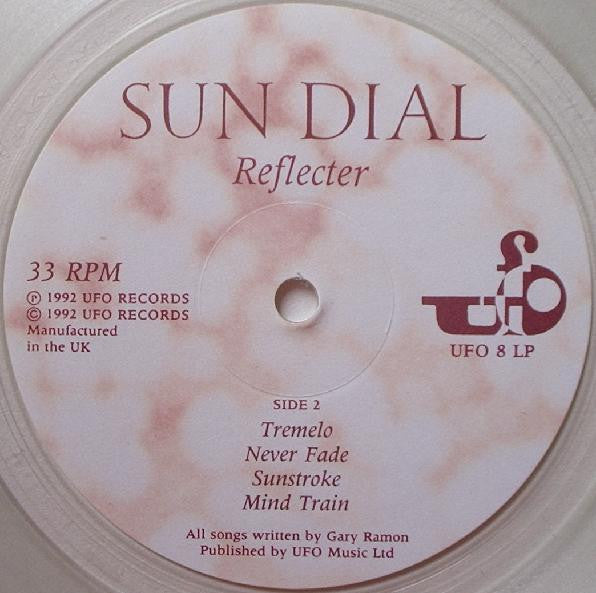 SUN DIAL
Reflecter
33 RPM
Ⓟ 1992 UFO RECORDS
© 1992 UFO RECORDS
Manufactured
in the UK
UFO
UFO 8 LP
SIDE 2
Tremelo
Never Fade
Sunstroke
Mind Train
All songs written by Gary Ramon
Published by UFO Music Ltd